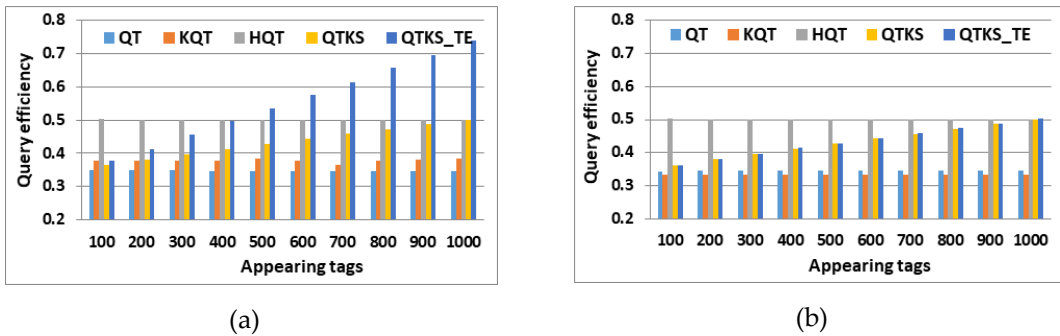 0.8
QT KQT HQT QTKS QTKS_TE
0.7
0.6
0.5
0.4
0.3
0.2
Query efficiency
100 200 300 400 500 600 700 800 900 1000
Appearing tags
(a)
0.8
QT KQT HQT QTKS QTKS_TE
0.7
0.6
0.5
0.4
0.3
0.2
Query efficiency
100 200 300 400 500 600 700 800 900 1000
Appearing tags
(b)